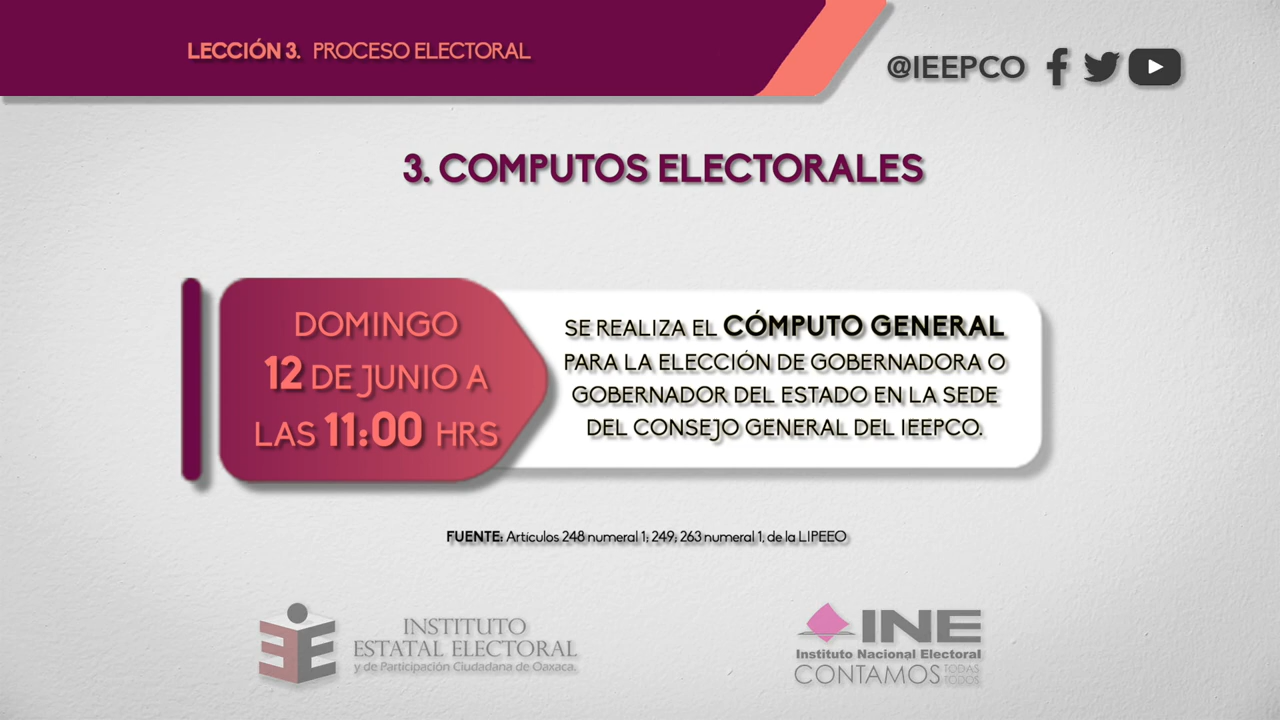 LECCIÓN 3. PROCESO ELECTORAL
@IEEPCO
3. COMPUTOS ELECTORALES
DOMINGO
12 DE JUNIO A
LAS 11:00 HRS
SE REALIZA EL CÓMPUTO GENERAL
PARA LA ELECCIÓN DE GOBERNADORA O
GOBERNADOR DEL ESTADO EN LA SEDE
DEL CONSEJO GENERAL DEL IEEPCO.
FUENTE: Artículos 248 numeral 1; 249; 263 numeral 1, de la LIPEEO
INSTITUTO
ESTATAL ELECTORAL
y de Participación Ciudadana de Oaxaca.
INE
Instituto Nacional Electoral
CONTAMOS TODAS
TODOS